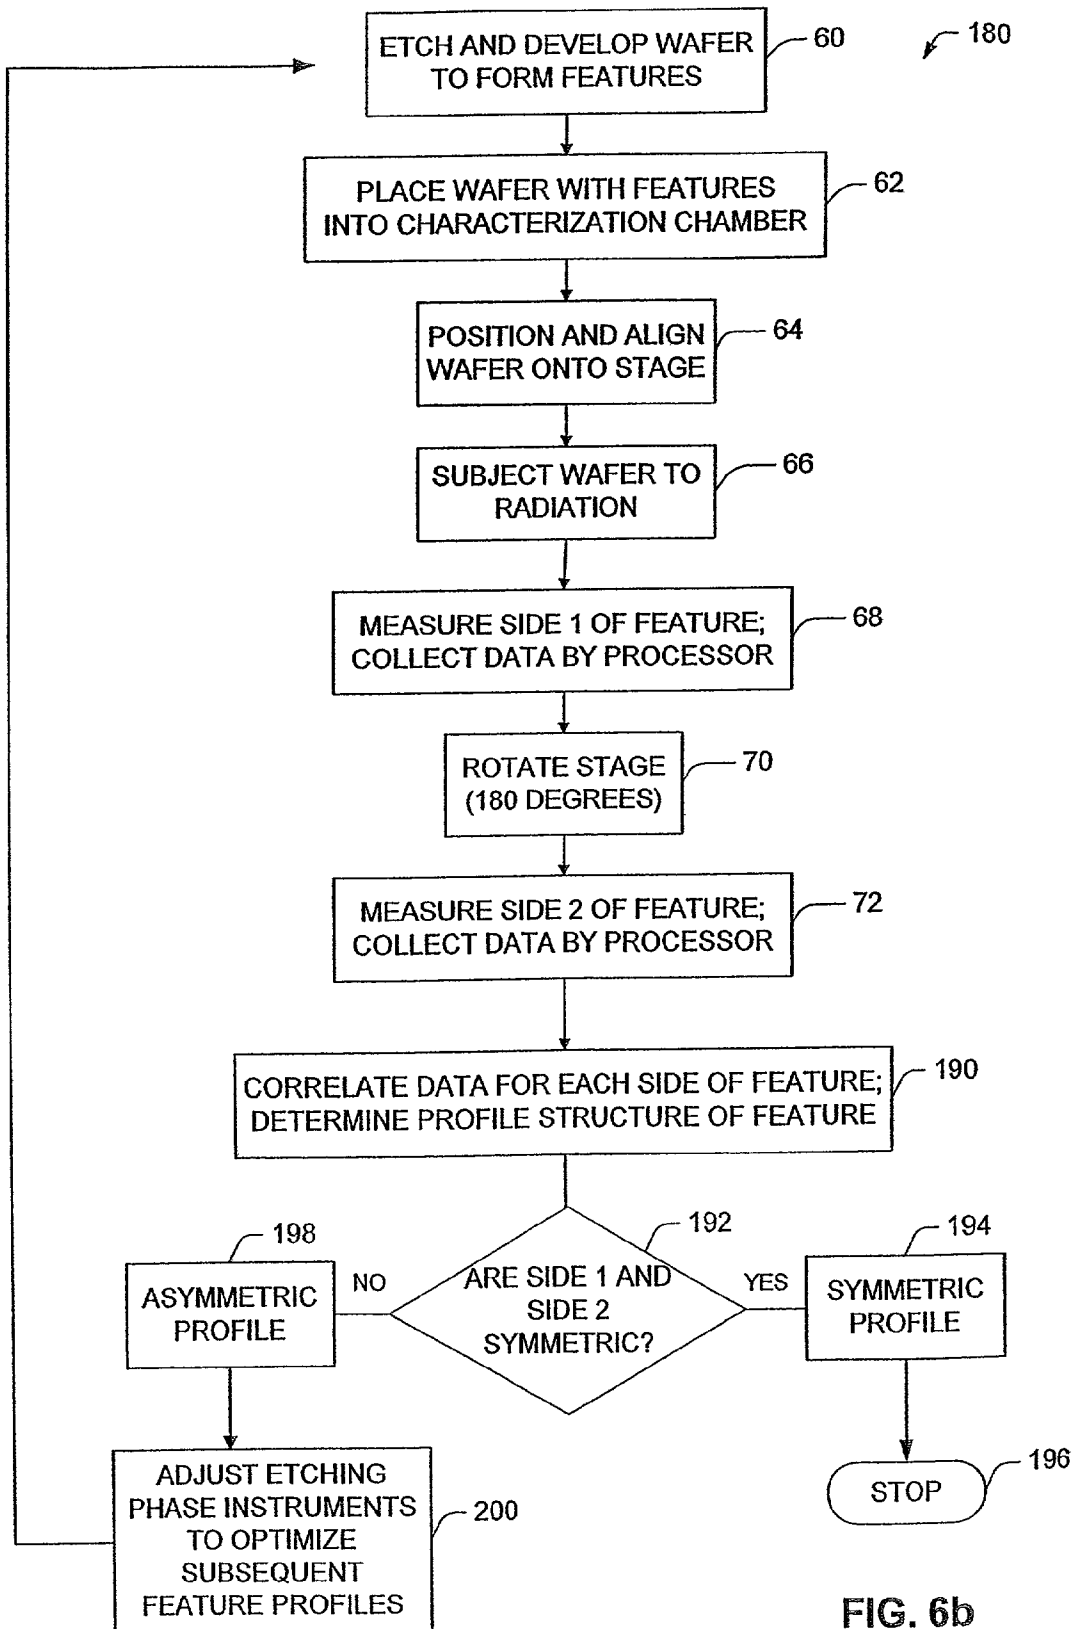 ETCH AND DEVELOP WAFER
TO FORM FEATURES
60
180
PLACE WAFER WITH FEATURES
INTO CHARACTERIZATION CHAMBER
62
POSITION AND ALIGN
WAFER ONTO STAGE
64
SUBJECT WAFER TO
RADIATION
66
MEASURE SIDE 1 OF FEATURE;
COLLECT DATA BY PROCESSOR
68
ROTATE STAGE
(180 DEGREES)
70
MEASURE SIDE 2 OF FEATURE;
COLLECT DATA BY PROCESSOR
72
CORRELATE DATA FOR EACH SIDE OF FEATURE;
DETERMINE PROFILE STRUCTURE OF FEATURE
190
192
ARE SIDE 1 AND
SIDE 2
SYMMETRIC?
NO
YES
198
ASYMMETRIC
PROFILE
194
SYMMETRIC
PROFILE
ADJUST ETCHING
PHASE INSTRUMENTS
TO OPTIMIZE
SUBSEQUENT
FEATURE PROFILES
200
STOP
196
FIG. 6b